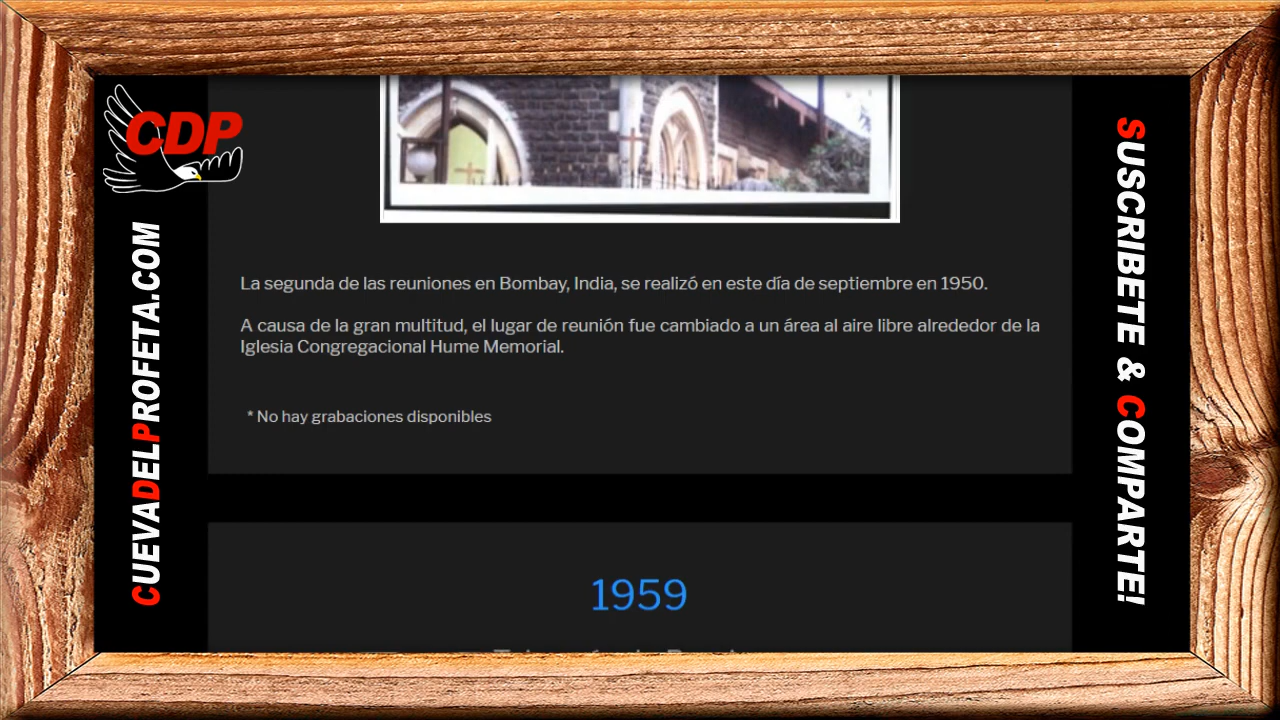 CDP
CUEVADELPROFETA.COM
La segunda de las reuniones en Bombay, India, se realizó en este día de septiembre en 1950.
A causa de la gran multitud, el lugar de reunión fue cambiado a un área al aire libre alrededor de la
Iglesia Congregacional Hume Memorial.
* No hay grabaciones disponibles
1959
SUSCRIBETE & COMPARTE!